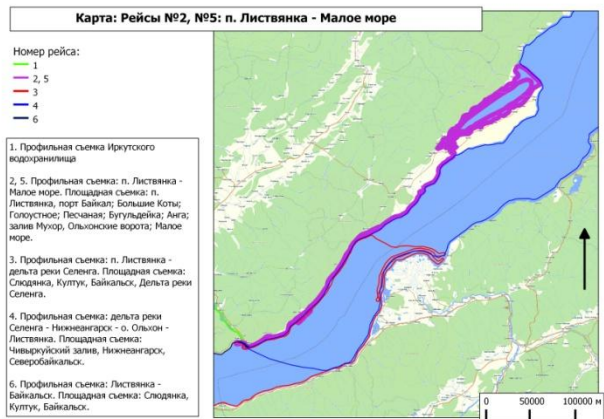 Карта: Рейсы №2, №5: п. Листвянка - Малое море
Номер рейса:
1
2, 5
3
4
6
1. Профильная съемка Иркутского
водохранилища
2, 5. Профильная съемка: п. Листвянка -
Малое море. Площадная съемка: п.
Листвянка, порт Байкал; Большие Коты;
Голоустное; Песчаная; Бугульдейка; Анга;
залив Мухор, Ольхонские ворота; Малое
море.
3. Профильная съемка: п. Листвянка -
дельта реки Селенга. Площадная съемка:
Слюдянка, Култук, Байкальск, Дельта реки
Селенга.
4. Профильная съемка: дельта реки
Селенга - Нижнеангарск - о. Ольхон -
Листвянка. Площадная съемка:
Чивыркуйский залив, Нижнеангарск,
Северобайкальск.
6. Профильная съемка: Листвянка -
Байкальск. Площадная съемка: Слюдянка,
Култук, Байкальск.
0 50000 100000 м